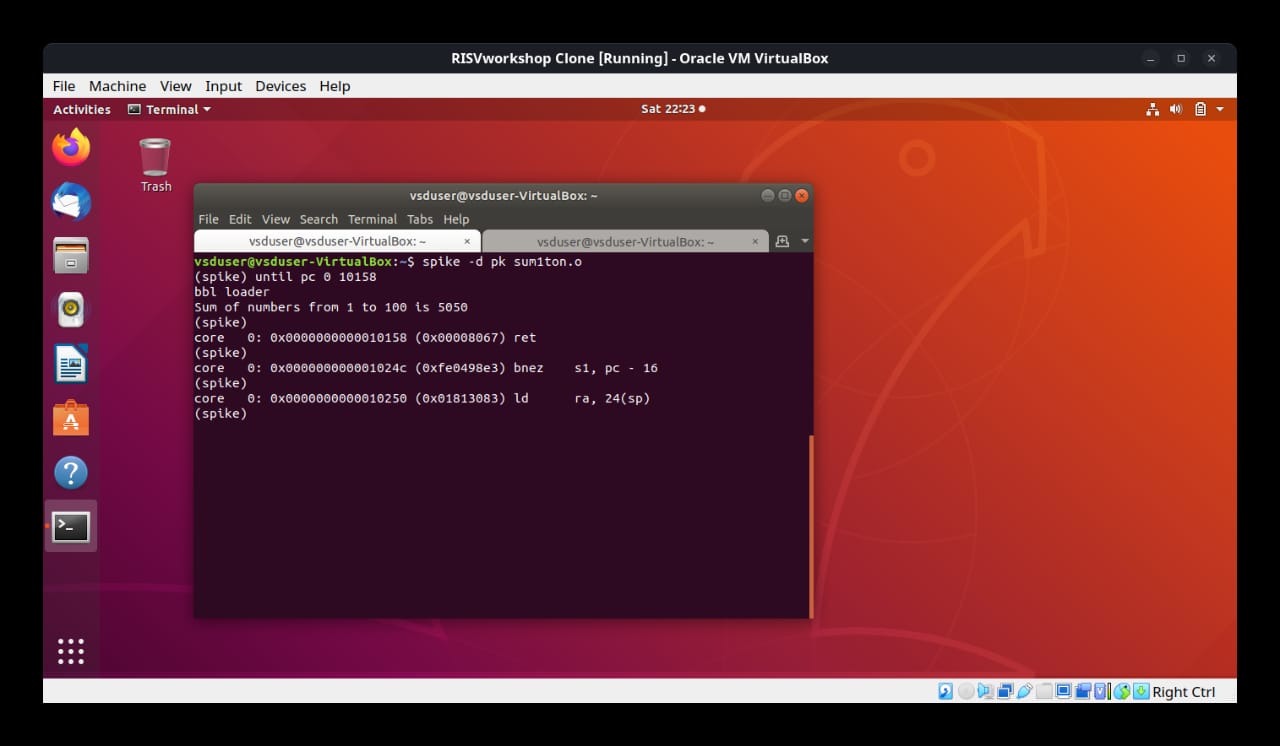 RISVworkshop Clone [Running] - Oracle VM VirtualBox
File Machine View Input Devices Help
Activities Terminal Sat 22:23
Trash
vsduser@vsduser-VirtualBox: ~
File Edit View Search Terminal Tabs Help
vsduser@vsduser-VirtualBox: ~ × vsduser@vsduser-VirtualBox: ~ ×
vsduser@vsduser-VirtualBox:~$ spike -d pk sum1ton.o
(spike) until pc 0 10158
bbl loader
Sum of numbers from 1 to 100 is 5050
(spike)
core   0: 0x0000000000010158 (0x00008067) ret
(spike)
core   0: 0x000000000001024c (0xfe0498e3) bnez    s1, pc - 16
(spike)
core   0: 0x0000000000010250 (0x01813083) ld      ra, 24(sp)
(spike)
Right Ctrl